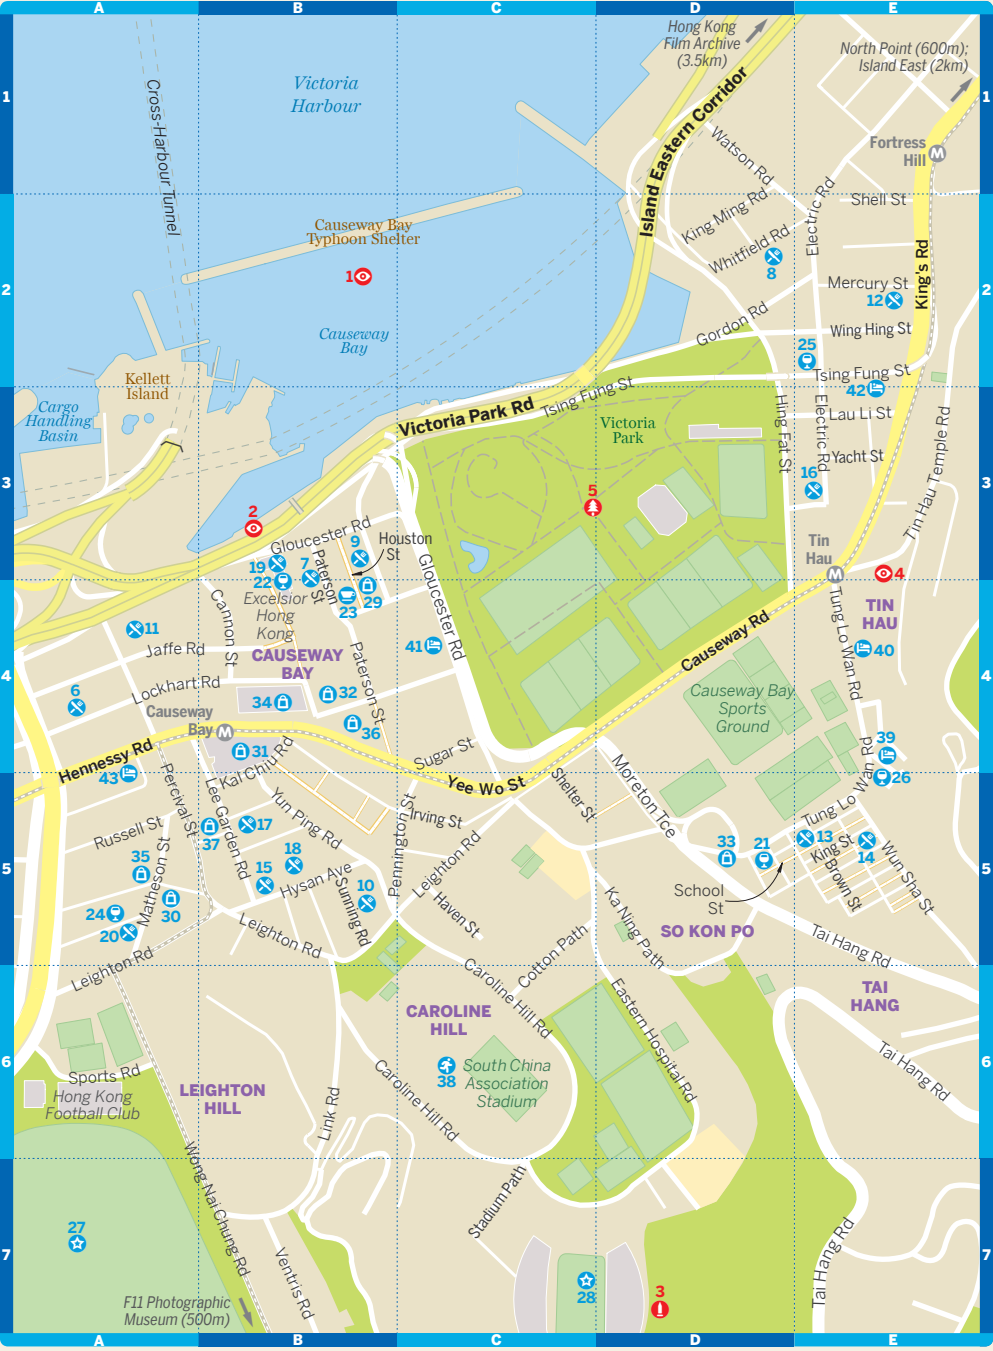 A
B
C
D
E
1
1
Hong Kong
Film Archive
(3.5km)
North Point (600m);
Island East (2km)
Victoria
Harbour
Cross-Harbour Tunnel
Island Eastern Corridor
Watson Rd
Fortress
Hill
M
King Ming Rd
Electric Rd
Shell St
Causeway Bay
Typhoon Shelter
1
Whitfield Rd
8
King's Rd
2
2
Mercury St
12
Causeway
Bay
Gordon Rd
Wing Hing St
25
Kellett
Island
Tsing Fung St
42
Tsing Fung St
Cargo
Handling
Basin
Victoria Park Rd
Victoria
Park
Hing Fat St
Electric Rd
Lau Li St
Yacht St
Tin Hau Temple Rd
3
3
16
5
2
Gloucester Rd
9
Houston
St
Tin
Hau
M
4
19
7
Paterson
St
22
23
29
Excelsior
Hong
Kong
Gloucester Rd
TIN
HAU
Cannon St
11
Jaffe Rd
41
Causeway Rd
Tung Lo Wan Rd
40
CAUSEWAY
BAY
Paterson St
4
4
Lockhart Rd
6
34
32
Causeway Bay
Sports
Ground
Causeway
Bay
M
36
39
Hennessy Rd
31
Kai Chiu Rd
Sugar St
43
26
Yee Wo St
Percival St
Lee Garden Rd
Shelter St
Moreton Tce
Tung Lo Wan Rd
Yun Ping Rd
Pennington St
Irving St
Russell St
37
17
13
King St
14
33
21
Brown St
Wun Sha St
35
18
Leighton Rd
5
5
15
Hysan Ave
Matheson St
30
10
Sunning Rd
Haven St
School
St
24
20
Leighton Rd
Ka Ning Path
SO KON PO
Tai Hang Rd
Leighton Rd
Cotton Path
Caroline Hill Rd
Eastern Hospital Rd
TAI
HANG
CAROLINE
HILL
6
6
38
South China
Association
Stadium
Tai Hang Rd
Sports Rd
Hong Kong
Football Club
LEIGHTON
HILL
Link Rd
Caroline Hill Rd
Wong Nai Chung Rd
Stadium Path
27
7
7
Ventris Rd
28
3
Tai Hang Rd
F11 Photographic
Museum (500m)
A
B
C
D
E